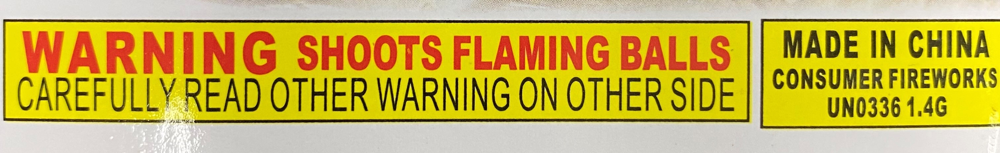 WARNING SHOOTS FLAMING BALLS
CAREFULLY READ OTHER WARNING ON OTHER SIDE
MADE IN CHINA
CONSUMER FIREWORKS
UN0336 1.4G